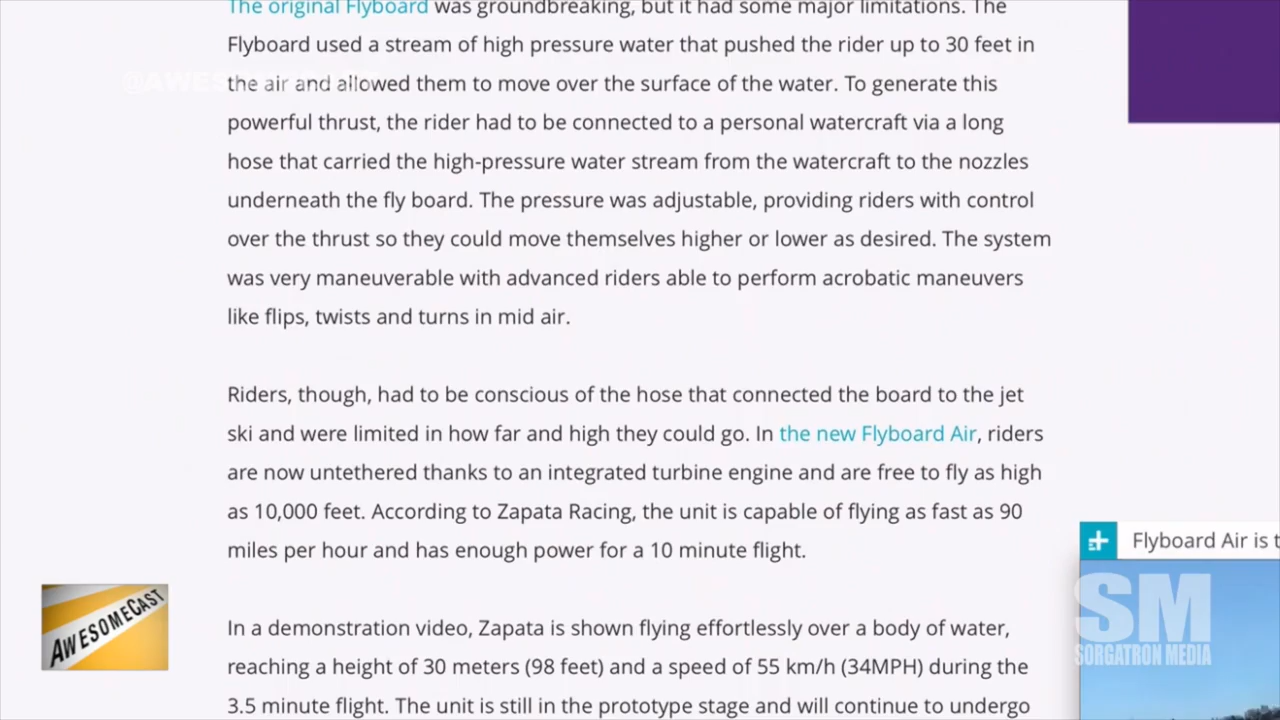 The original Flyboard was groundbreaking, but it had some major limitations. The
Flyboard used a stream of high pressure water that pushed the rider up to 30 feet in
the air and allowed them to move over the surface of the water. To generate this
powerful thrust, the rider had to be connected to a personal watercraft via a long
hose that carried the high-pressure water stream from the watercraft to the nozzles
underneath the fly board. The pressure was adjustable, providing riders with control
over the thrust so they could move themselves higher or lower as desired. The system
was very maneuverable with advanced riders able to perform acrobatic maneuvers
like flips, twists and turns in mid air.
Riders, though, had to be conscious of the hose that connected the board to the jet
ski and were limited in how far and high they could go. In the new Flyboard Air, riders
are now untethered thanks to an integrated turbine engine and are free to fly as high
as 10,000 feet. According to Zapata Racing, the unit is capable of flying as fast as 90
miles per hour and has enough power for a 10 minute flight.
Flyboard Air is t
In a demonstration video, Zapata is shown flying effortlessly over a body of water,
reaching a height of 30 meters (98 feet) and a speed of 55 km/h (34MPH) during the
3.5 minute flight. The unit is still in the prototype stage and will continue to undergo
AWESOMECAST
SM
SORGATRON MEDIA